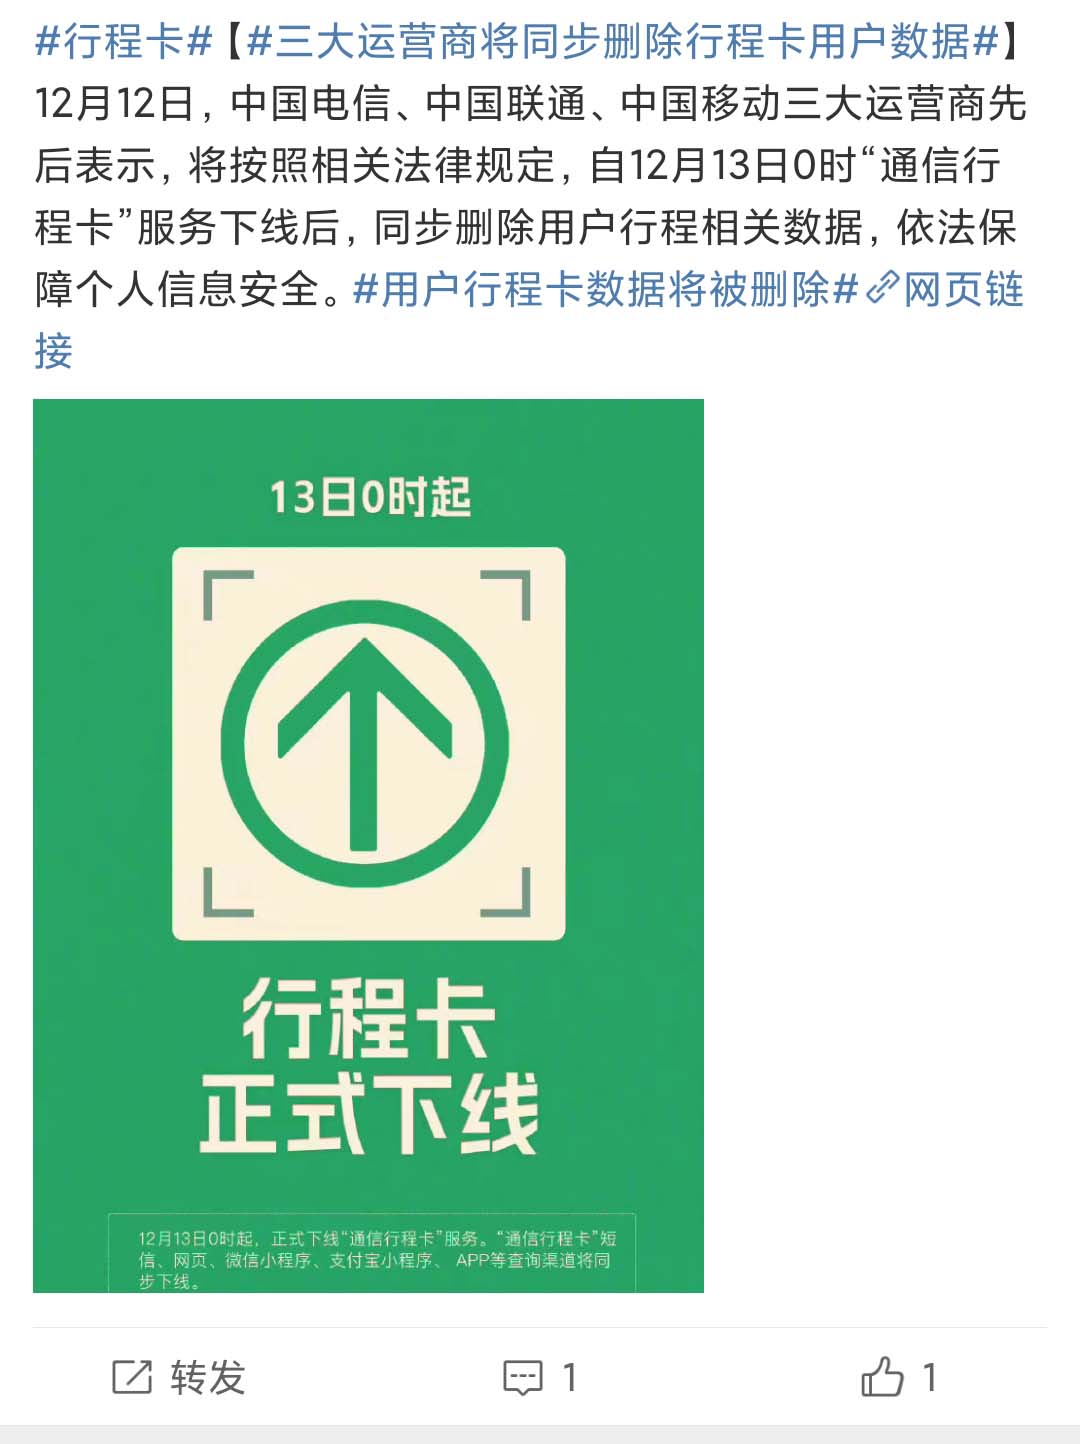 #行程卡#【#三大运营商将同步删除行程卡用户数据#】
12月12日，中国电信、中国联通、中国移动三大运营商先
后表示，将按照相关法律规定，自12月13日0时“通信行
程卡”服务下线后，同步删除用户行程相关数据，依法保
障个人信息安全。#用户行程卡数据将被删除#网页链
接
13日0时起
行程卡
正式下线
12月13日0时起，正式下线“通信行程卡”服务。“通信行程卡”短
信、网页、微信小程序、支付宝小程序、 APP等查询渠道将同
步下线。
转发
1
1